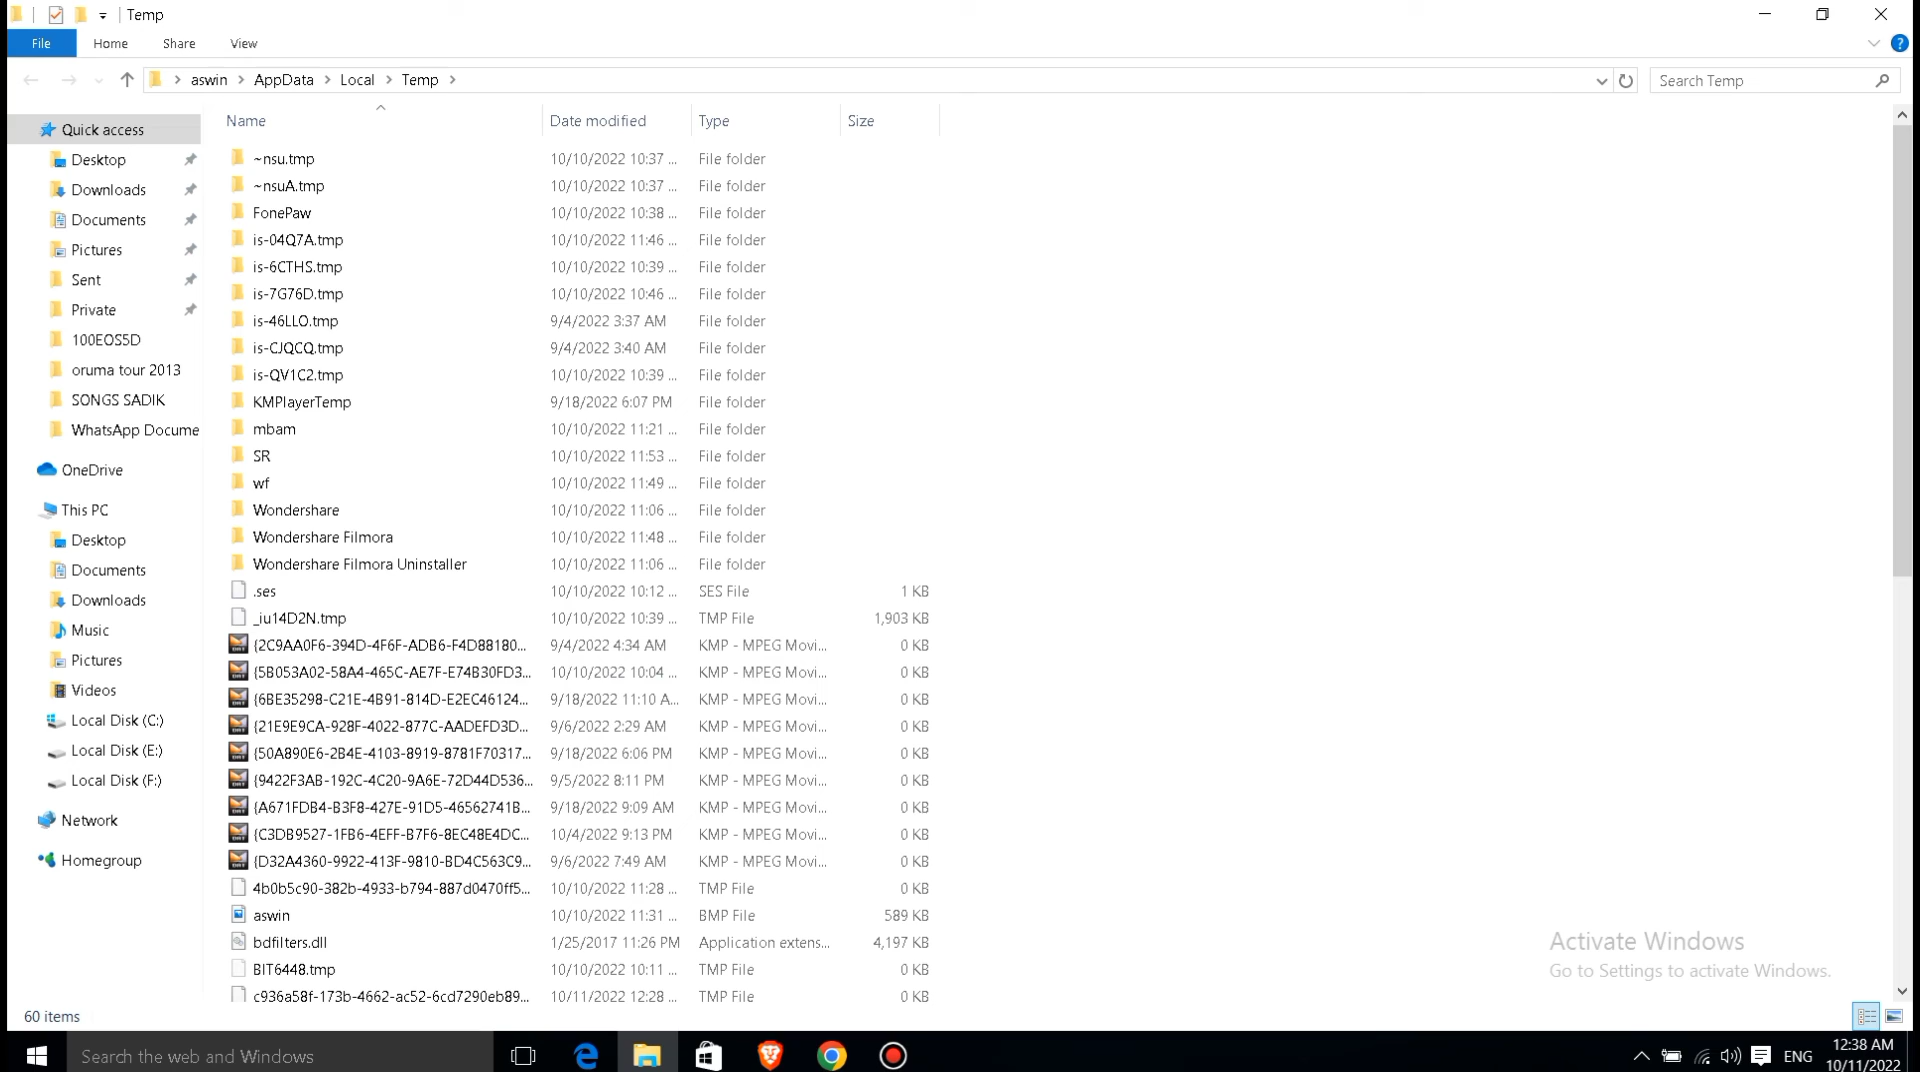 Temp
File Home Share View
aswin AppData Local Temp
Search Temp
Name Date modified Type Size
Quick access
Desktop
Downloads
Documents
Pictures
Sent
Private
100EOS5D
oruma tour 2013
SONGS SADIK
WhatsApp Docume
OneDrive
This PC
Desktop
Documents
Downloads
Music
Pictures
Videos
Local Disk (C:)
Local Disk (E:)
Local Disk (F:)
Network
Homegroup
~nsu.tmp 10/10/2022 10:37 ... File folder
~nsuA.tmp 10/10/2022 10:37 ... File folder
FonePaw 10/10/2022 10:38 ... File folder
is-04Q7A.tmp 10/10/2022 11:46 ... File folder
is-6CTHS.tmp 10/10/2022 10:39 ... File folder
is-7G76D.tmp 10/10/2022 10:46 ... File folder
is-46LLO.tmp 9/4/2022 3:37 AM File folder
is-CJQCQ.tmp 9/4/2022 3:40 AM File folder
is-QV1C2.tmp 10/10/2022 10:39 ... File folder
KMPlayerTemp 9/18/2022 6:07 PM File folder
mbam 10/10/2022 11:21 ... File folder
SR 10/10/2022 11:53 ... File folder
wf 10/10/2022 11:49 ... File folder
Wondershare 10/10/2022 11:06 ... File folder
Wondershare Filmora 10/10/2022 11:48 ... File folder
Wondershare Filmora Uninstaller 10/10/2022 11:06 ... File folder
.ses 10/10/2022 10:12 ... SES File 1 KB
_iu14D2N.tmp 10/10/2022 10:39 ... TMP File 1,903 KB
{2C9AA0F6-394D-4F6F-ADB6-F4D88180... 9/4/2022 4:34 AM KMP - MPEG Movi... 0 KB
{5B053A02-58A4-465C-AE7F-E74B30FD3... 10/10/2022 10:04 ... KMP - MPEG Movi... 0 KB
{6BE35298-C21E-4B91-814D-E2EC46124... 9/18/2022 11:10 A... KMP - MPEG Movi... 0 KB
{21E9E9CA-928F-4022-877C-AADEFD3D... 9/6/2022 2:29 AM KMP - MPEG Movi... 0 KB
{50A890E6-2B4E-4103-8919-8781F70317... 9/18/2022 6:06 PM KMP - MPEG Movi... 0 KB
{9422F3AB-192C-4C20-9A6E-72D44D536... 9/5/2022 8:11 PM KMP - MPEG Movi... 0 KB
{A671FDB4-B3F8-427E-91D5-46562741B... 9/18/2022 9:09 AM KMP - MPEG Movi... 0 KB
{C3DB9527-1FB6-4EFF-B7F6-8EC48E4DC... 10/4/2022 9:13 PM KMP - MPEG Movi... 0 KB
{D32A4360-9922-413F-9810-BD4C563C9... 9/6/2022 7:49 AM KMP - MPEG Movi... 0 KB
4b0b5c90-382b-4933-b794-887d0470ff5... 10/10/2022 11:28 ... TMP File 0 KB
aswin 10/10/2022 11:31 ... BMP File 589 KB
bdfilters.dll 1/25/2017 11:26 PM Application extens... 4,197 KB
BIT6448.tmp 10/10/2022 10:11 ... TMP File 0 KB
c936a58f-173b-4662-ac52-6cd7290eb89... 10/11/2022 12:28 ... TMP File 0 KB
Activate Windows
Go to Settings to activate Windows.
60 items
Search the web and Windows
ENG
12:38 AM
10/11/2022